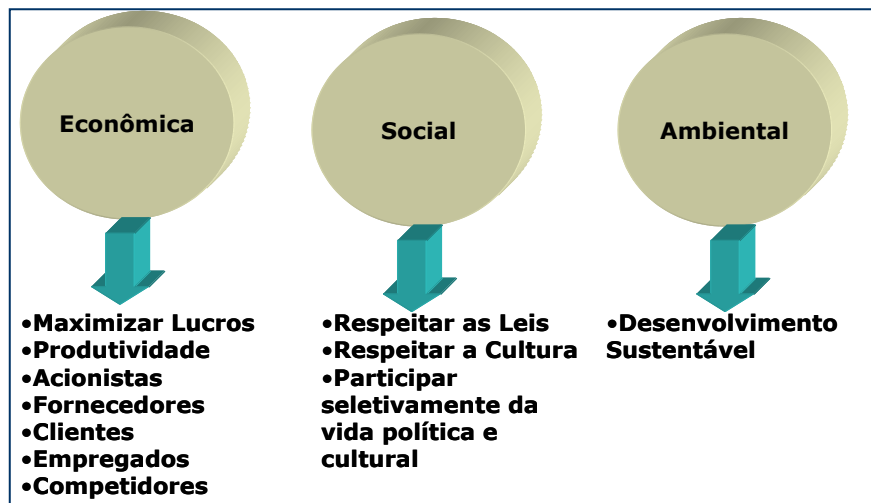 Econômica
Social
Ambiental
•Maximizar Lucros
•Produtividade
•Acionistas
•Fornecedores
•Clientes
•Empregados
•Competidores
•Respeitar as Leis
•Respeitar a Cultura
•Participar
seletivamente da
vida política e
cultural
•Desenvolvimento
Sustentável